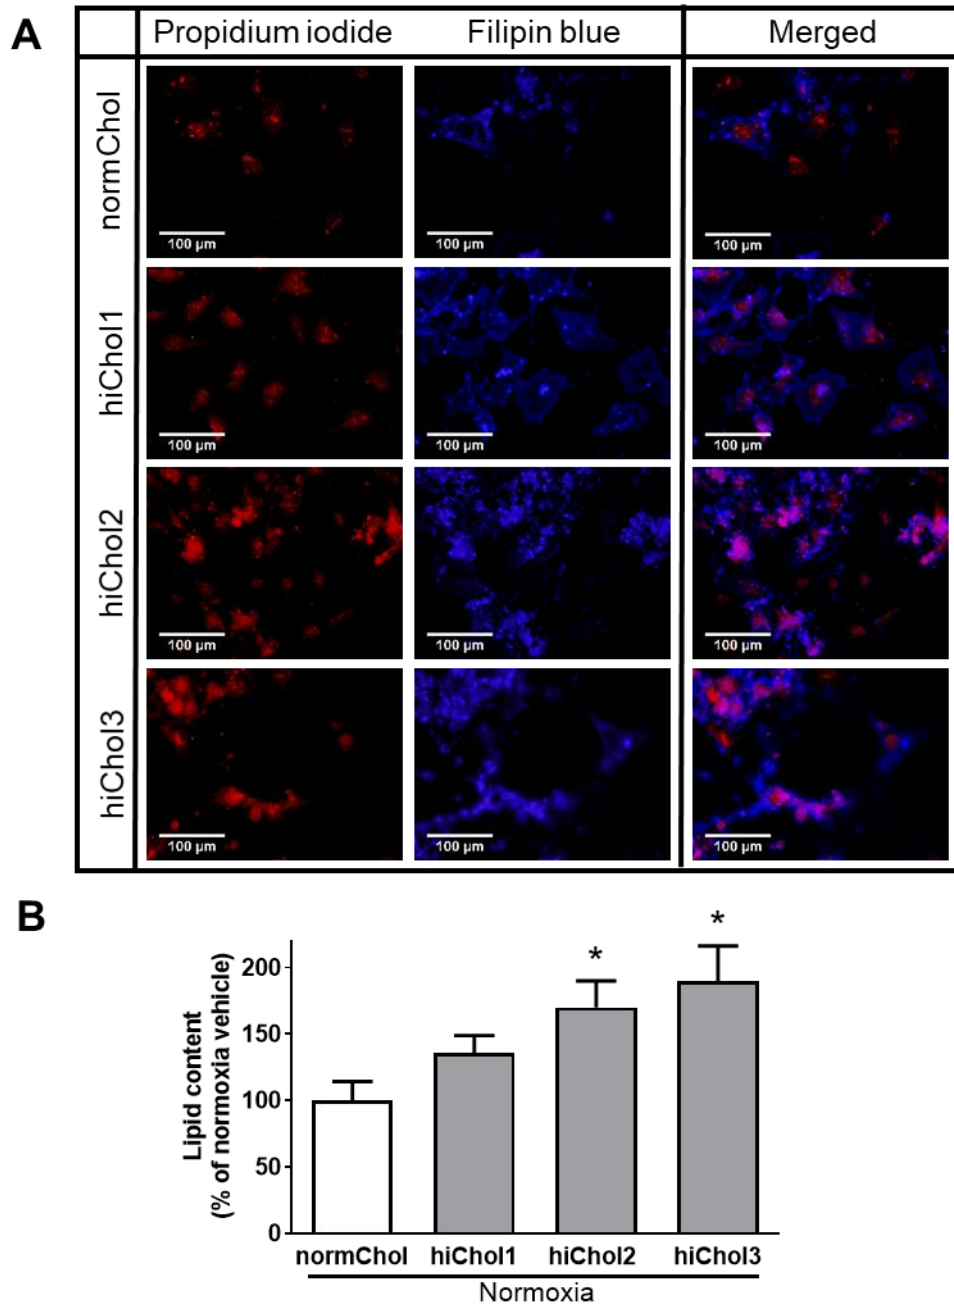 A
Propidium iodide Filipin blue Merged
normChol
100 µm 100 µm 100 µm
hiChol1
100 µm 100 µm 100 µm
hiChol2
100 µm 100 µm 100 µm
hiChol3
100 µm 100 µm 100 µm
B
Lipid content
(% of normoxia vehicle)
200
150
100
50
0
* *
normChol hiChol1 hiChol2 hiChol3
Normoxia